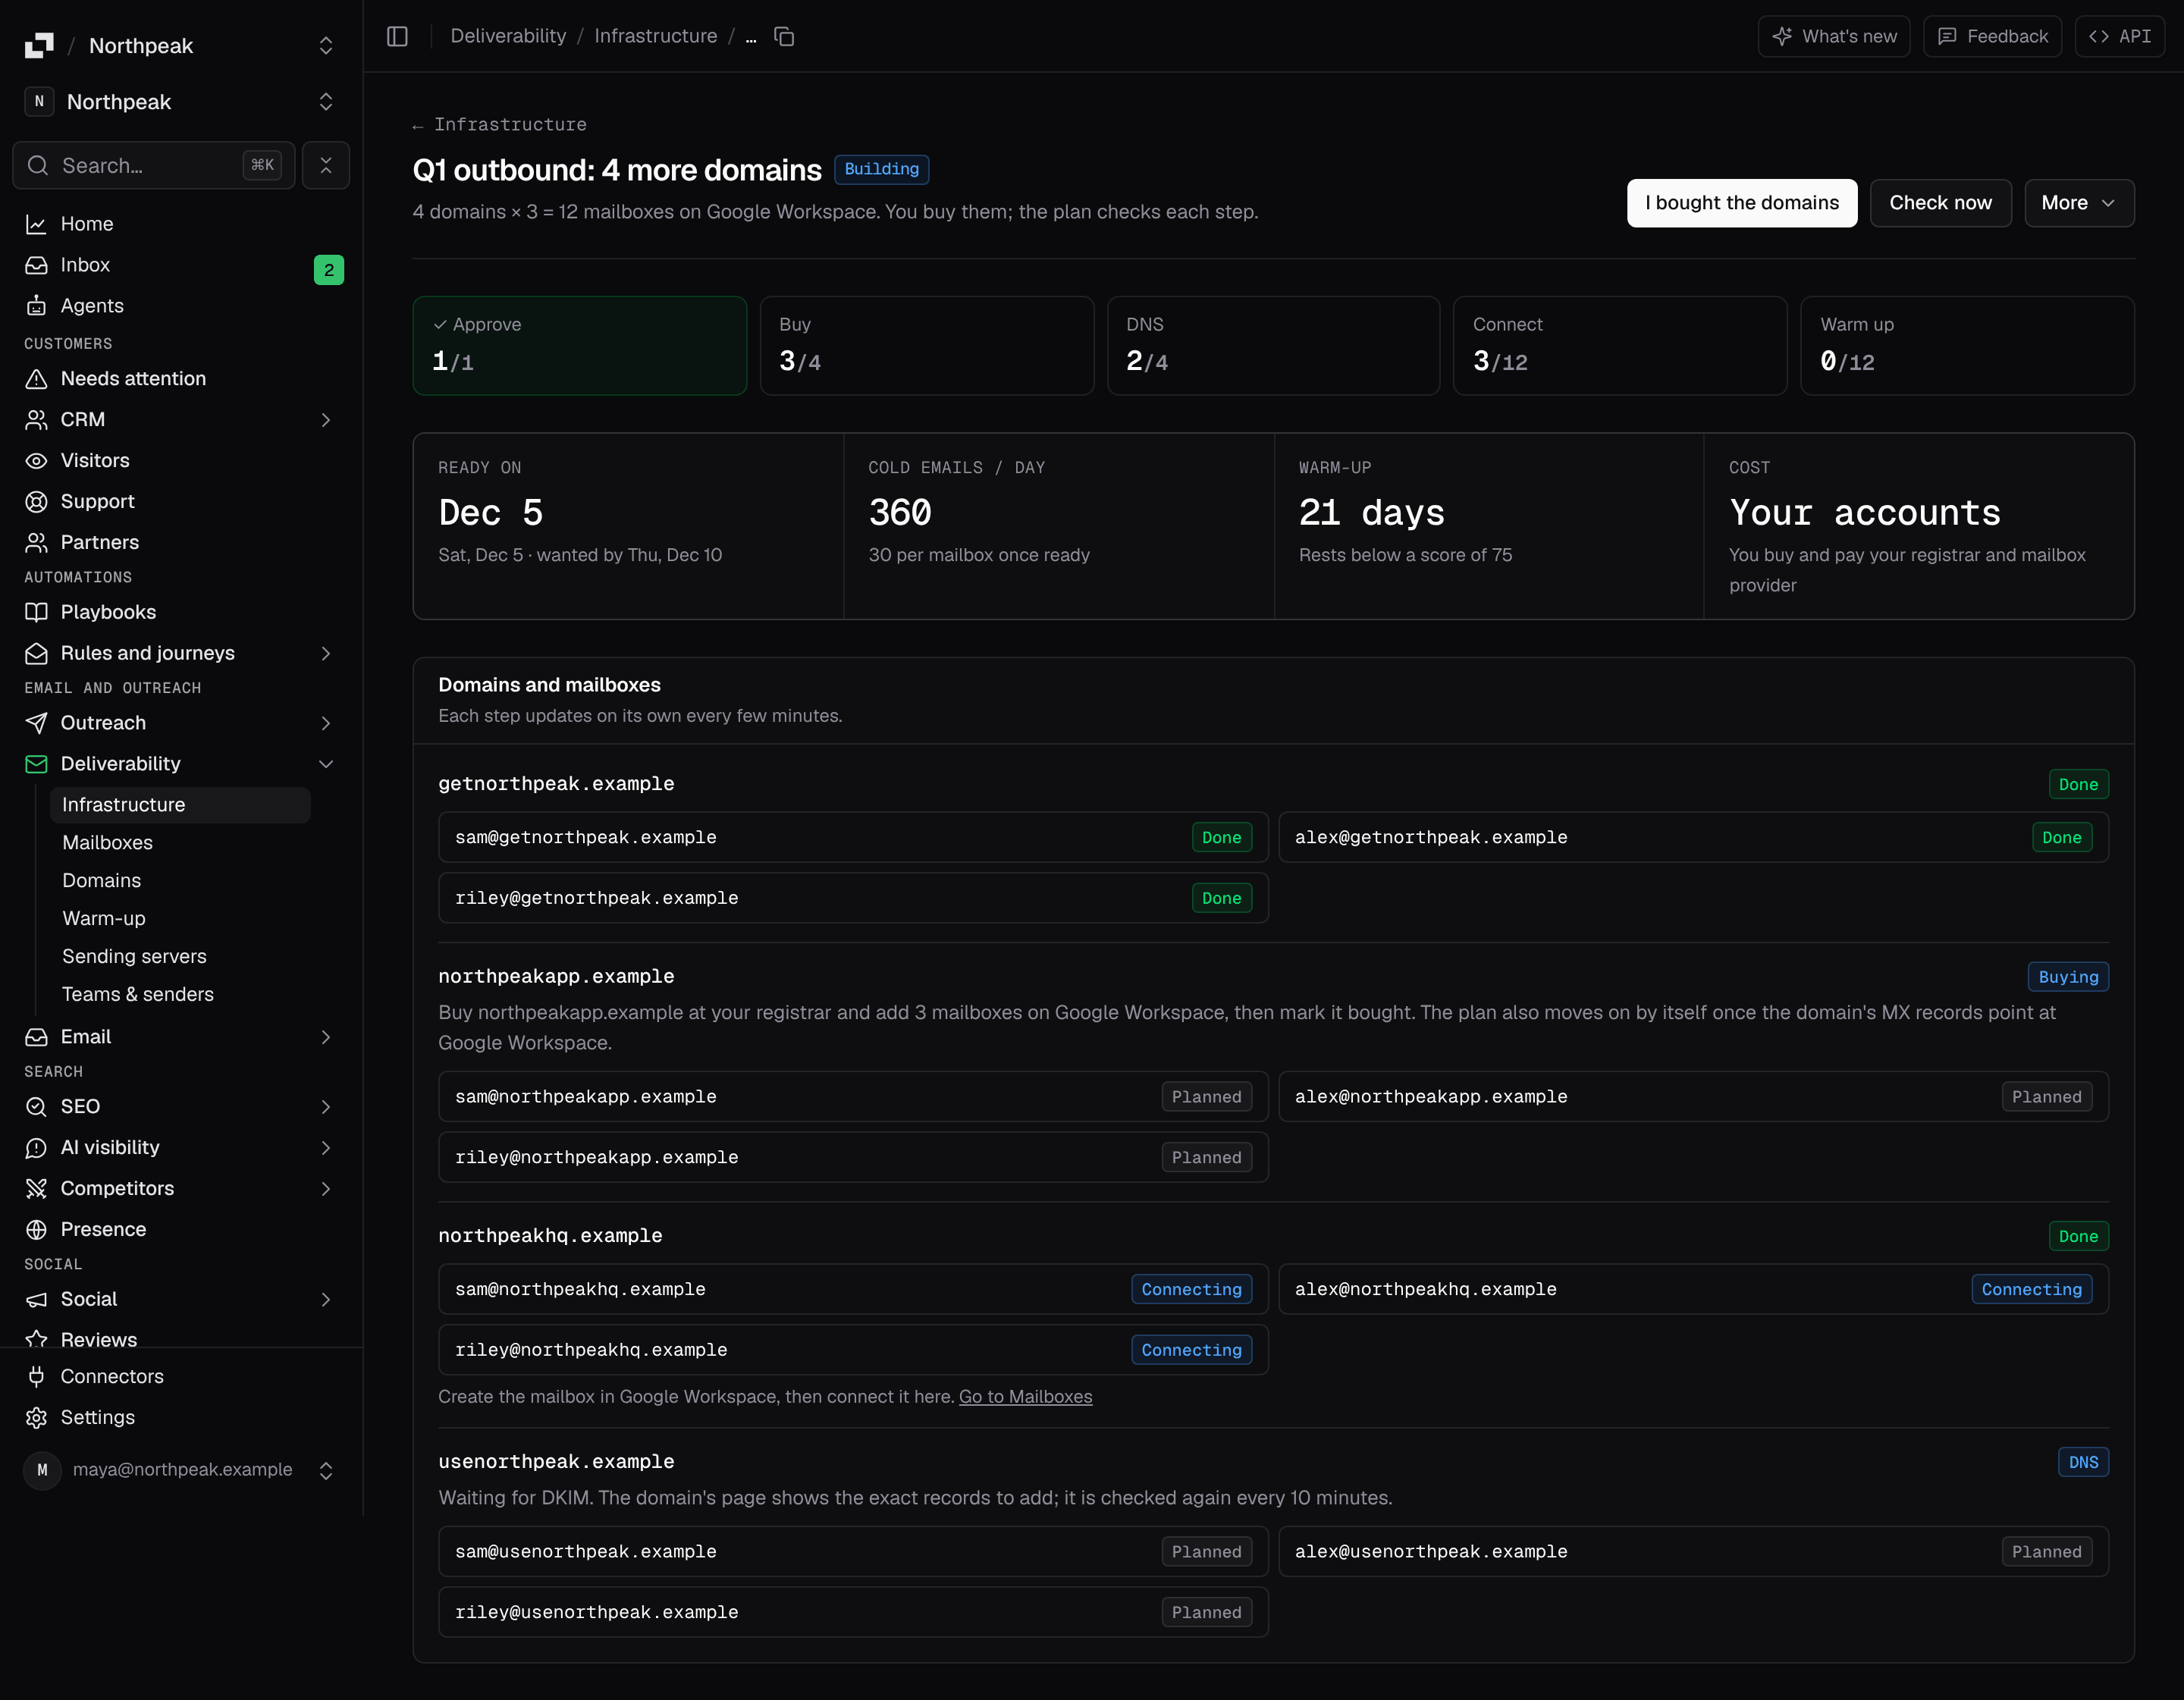 / Northpeak
N Northpeak
Search... ⌘K
Home
Inbox 2
Agents
CUSTOMERS
Needs attention
CRM
Visitors
Support
Partners
AUTOMATIONS
Playbooks
Rules and journeys
EMAIL AND OUTREACH
Outreach
Deliverability
Infrastructure
Mailboxes
Domains
Warm-up
Sending servers
Teams & senders
Email
SEARCH
SEO
AI visibility
Competitors
Presence
SOCIAL
Social
Reviews
Connectors
Settings
M maya@northpeak.example
Deliverability / Infrastructure / ...
What's new
Feedback
API
← Infrastructure
Q1 outbound: 4 more domains Building
4 domains × 3 = 12 mailboxes on Google Workspace. You buy them; the plan checks each step.
I bought the domains
Check now
More
✓ Approve
1/1
Buy
3/4
DNS
2/4
Connect
3/12
Warm up
0/12
READY ON
Dec 5
Sat, Dec 5 · wanted by Thu, Dec 10
COLD EMAILS / DAY
360
30 per mailbox once ready
WARM-UP
21 days
Rests below a score of 75
COST
Your accounts
You buy and pay your registrar and mailbox
provider
Domains and mailboxes
Each step updates on its own every few minutes.
getnorthpeak.example Done
sam@getnorthpeak.example Done
alex@getnorthpeak.example Done
riley@getnorthpeak.example Done
northpeakapp.example Buying
Buy northpeakapp.example at your registrar and add 3 mailboxes on Google Workspace, then mark it bought. The plan also moves on by itself once the domain's MX records point at
Google Workspace.
sam@northpeakapp.example Planned
alex@northpeakapp.example Planned
riley@northpeakapp.example Planned
northpeakhq.example Done
sam@northpeakhq.example Connecting
alex@northpeakhq.example Connecting
riley@northpeakhq.example Connecting
Create the mailbox in Google Workspace, then connect it here. Go to Mailboxes
usenorthpeak.example DNS
Waiting for DKIM. The domain's page shows the exact records to add; it is checked again every 10 minutes.
sam@usenorthpeak.example Planned
alex@usenorthpeak.example Planned
riley@usenorthpeak.example Planned